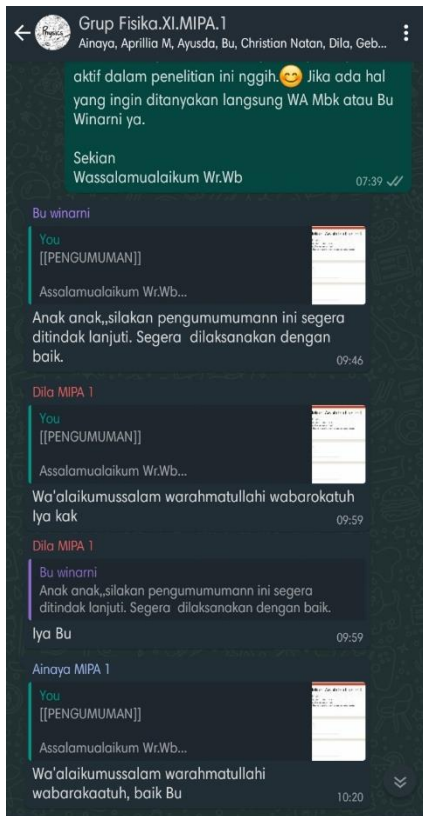 Physics
Grup Fisika.XI.MIPA.1
Ainaya, Aprillia M, Ayusda, Bu, Christian Natan, Dila, Geb...
aktif dalam penelitian ini nggih.😊 Jika ada hal
yang ingin ditanyakan langsung WA Mbk atau Bu
Winarni ya.
Sekian
Wassalamualaikum Wr.Wb
07:39
Bu winarni
You
[[PENGUMUMAN]]
Assalamualaikum Wr.Wb...
Anak anak,,silakan pengumumumann ini segera
ditindak lanjuti. Segera dilaksanakan dengan
baik.
09:46
Dila MIPA 1
You
[[PENGUMUMAN]]
Assalamualaikum Wr.Wb...
Wa'alaikumussalam warahmatullahi wabarokatuh
Iya kak
09:59
Dila MIPA 1
Bu winarni
Anak anak,,silakan pengumumumann ini segera
ditindak lanjuti. Segera dilaksanakan dengan baik.
Iya Bu
09:59
Ainaya MIPA 1
You
[[PENGUMUMAN]]
Assalamualaikum Wr.Wb...
Wa'alaikumussalam warahmatullahi
wabarakaatuh, baik Bu
10:20